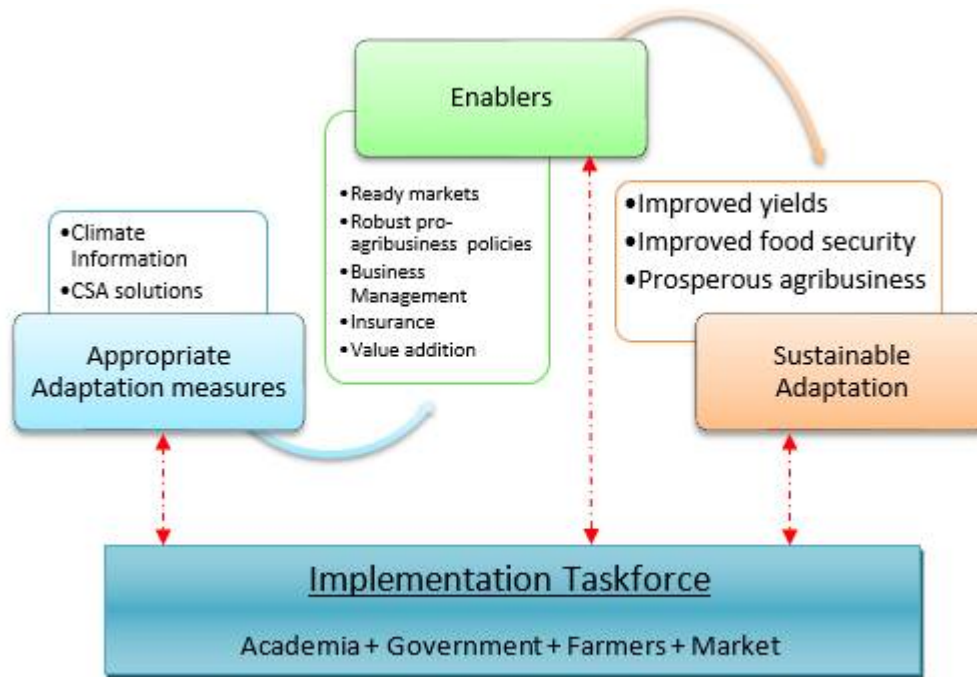 Enablers
•Ready markets
•Robust pro-
agribusiness policies
•Business
Management
•Insurance
•Value addition
•Climate
Information
•CSA solutions
Appropriate
Adaptation measures
•Improved yields
•Improved food security
•Prosperous agribusiness
Sustainable
Adaptation
Implementation Taskforce
Academia + Government + Farmers + Market